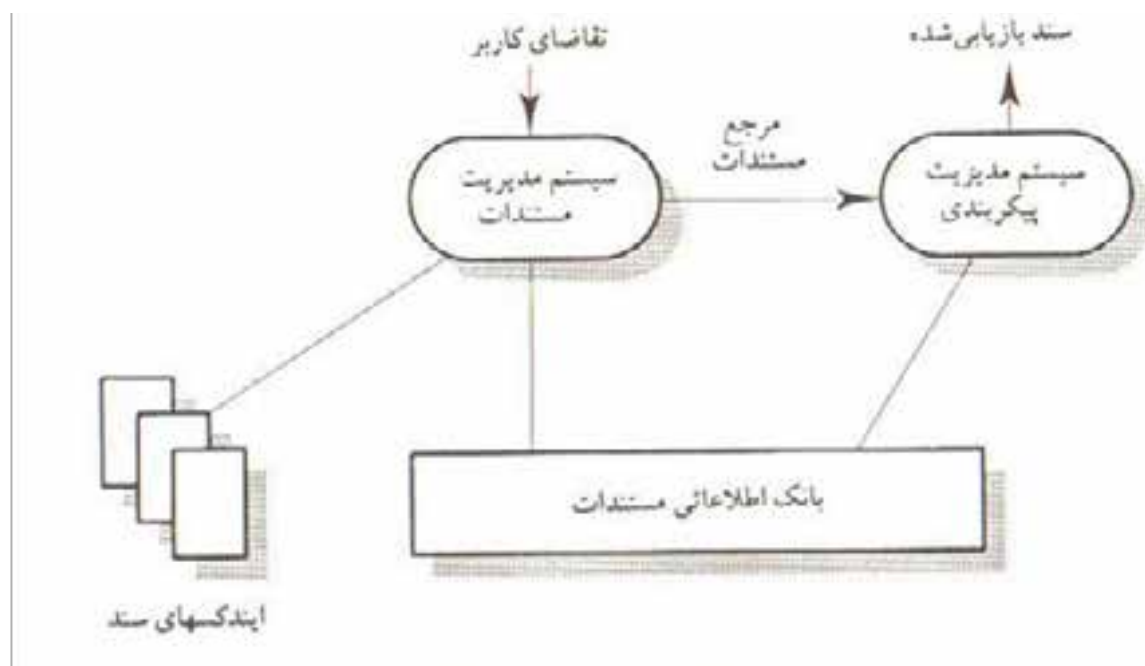 تقاضای کاربر
سند بازیابی‌شده
مرجع
مستندات
سیستم مدیریت
مستندات
سیستم مدیریت
پیکربندی
بانک اطلاعاتی مستندات
ایندکسهای سند